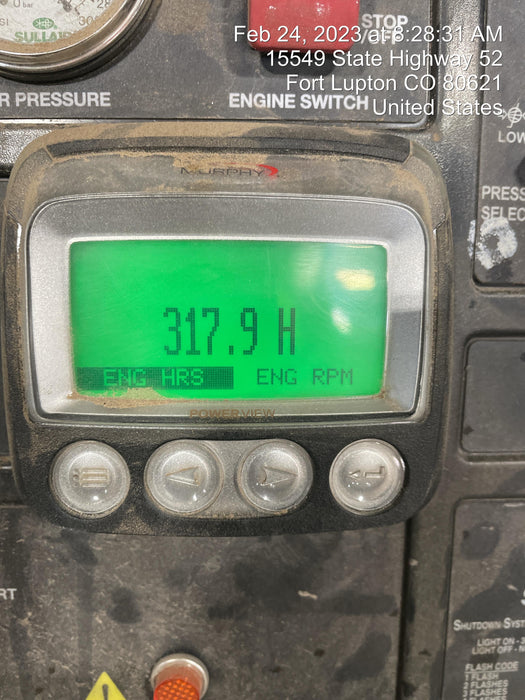 Feb 24, 2023 at 8:28:31 AM
15549 State Highway 52
Fort Lupton CO 80621
United States
STOP
SULLAIR
R PRESSURE
ENGINE SWITCH
LOW
PRESS
SELEC
MURPHY
317.9 H
ENG HRS
ENG RPM
POWERVIEW
RT
SHUTDOWN-SYST
LIGHT ON - 3
LIGHT OFF - N
FLASH CODE
1 FLASH
2 FLASHES
3 FLASHES